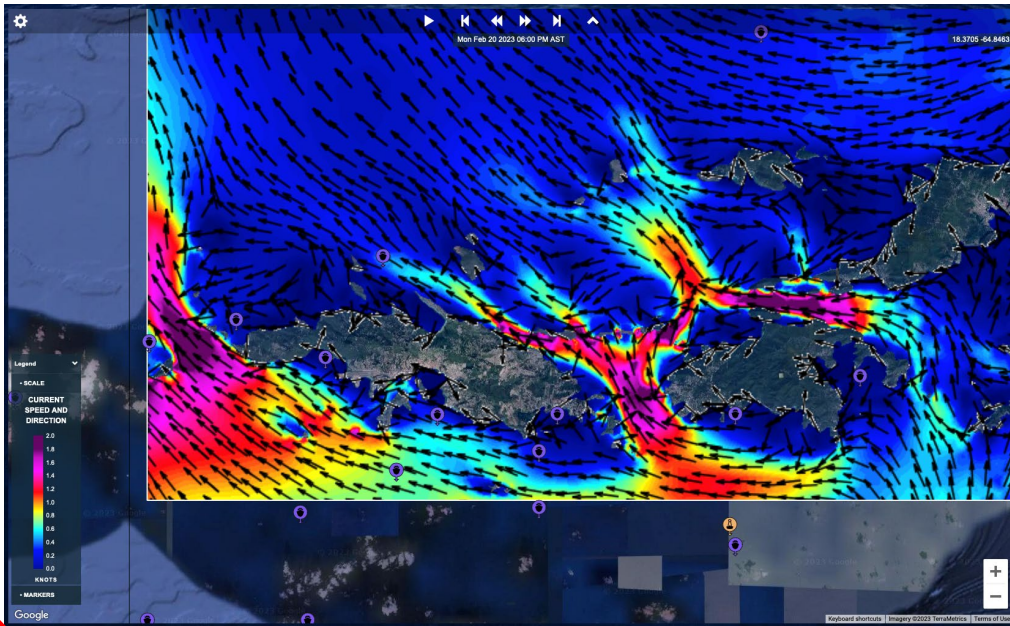 Mon Feb 20 2023 06:00 PM AST
18.3705 -64.8463
Legend
- SCALE
CURRENT
SPEED AND
DIRECTION
2.0
1.8
1.6
1.4
1.2
1.0
0.8
0.6
0.4
0.2
0.0
KNOTS
- MARKERS
Google
Keyboard shortcuts
Imagery ©2023 TerraMetrics
Terms of Use